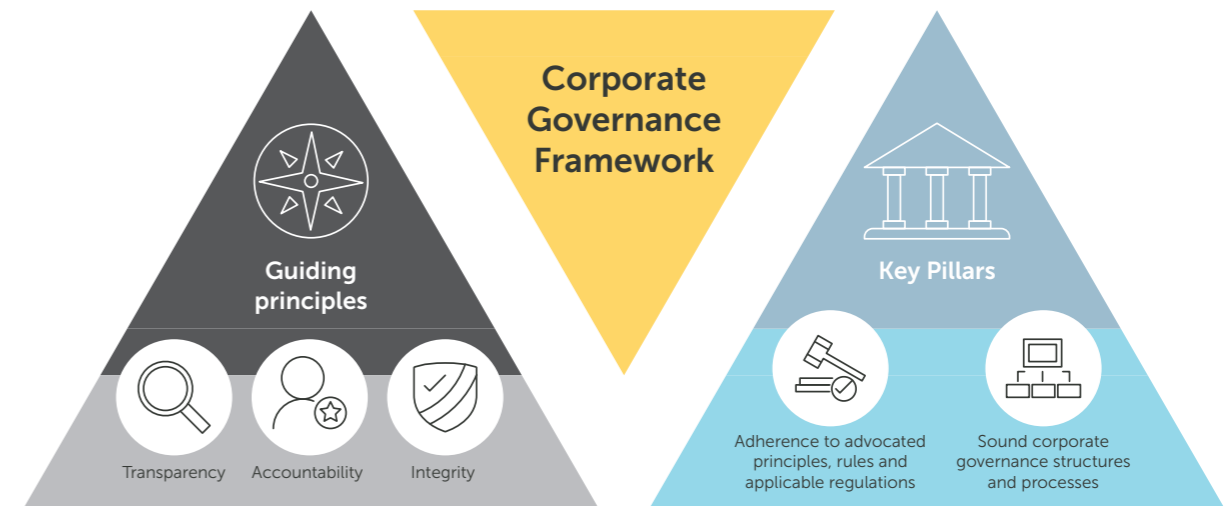 Corporate
Governance
Framework
Guiding
principles
Transparency
Accountability
Integrity
Key Pillars
Adherence to advocated
principles, rules and
applicable regulations
Sound corporate
governance structures
and processes